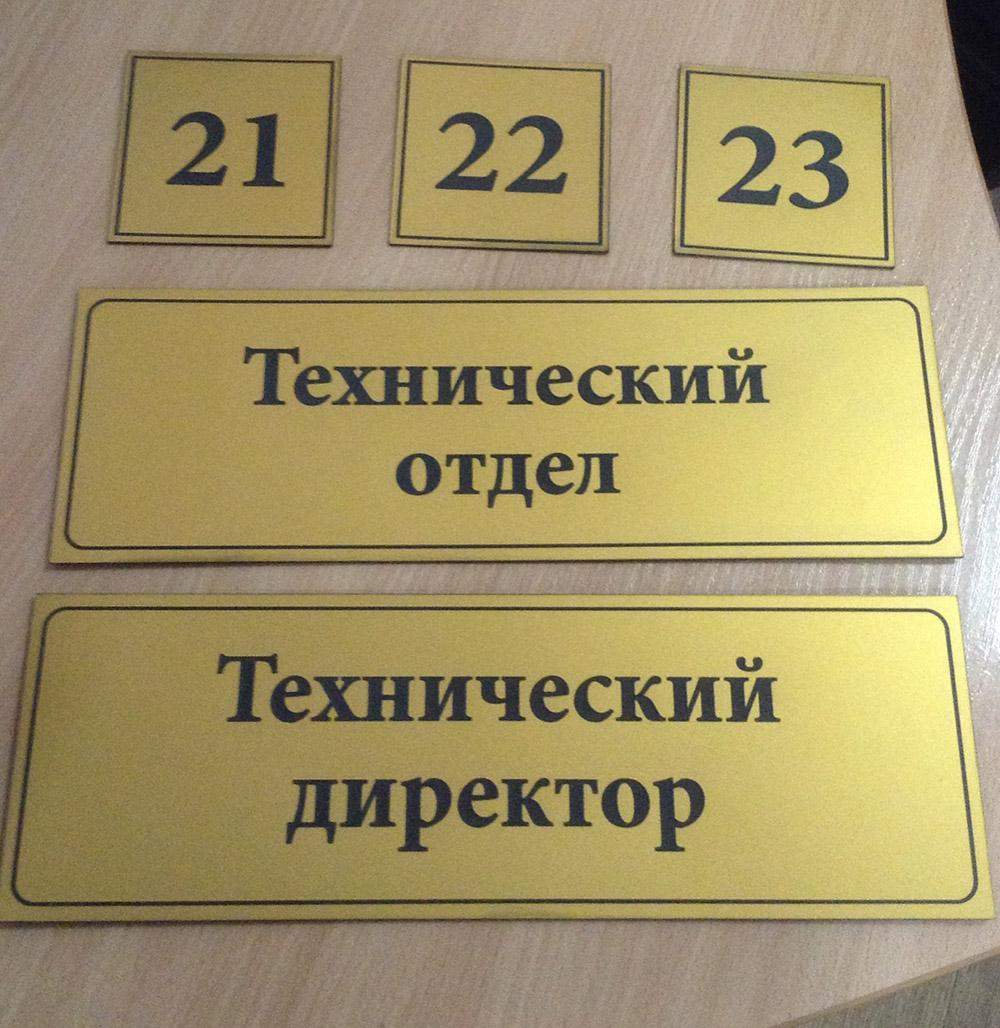 21 22 23
Технический
отдел
Технический
директор